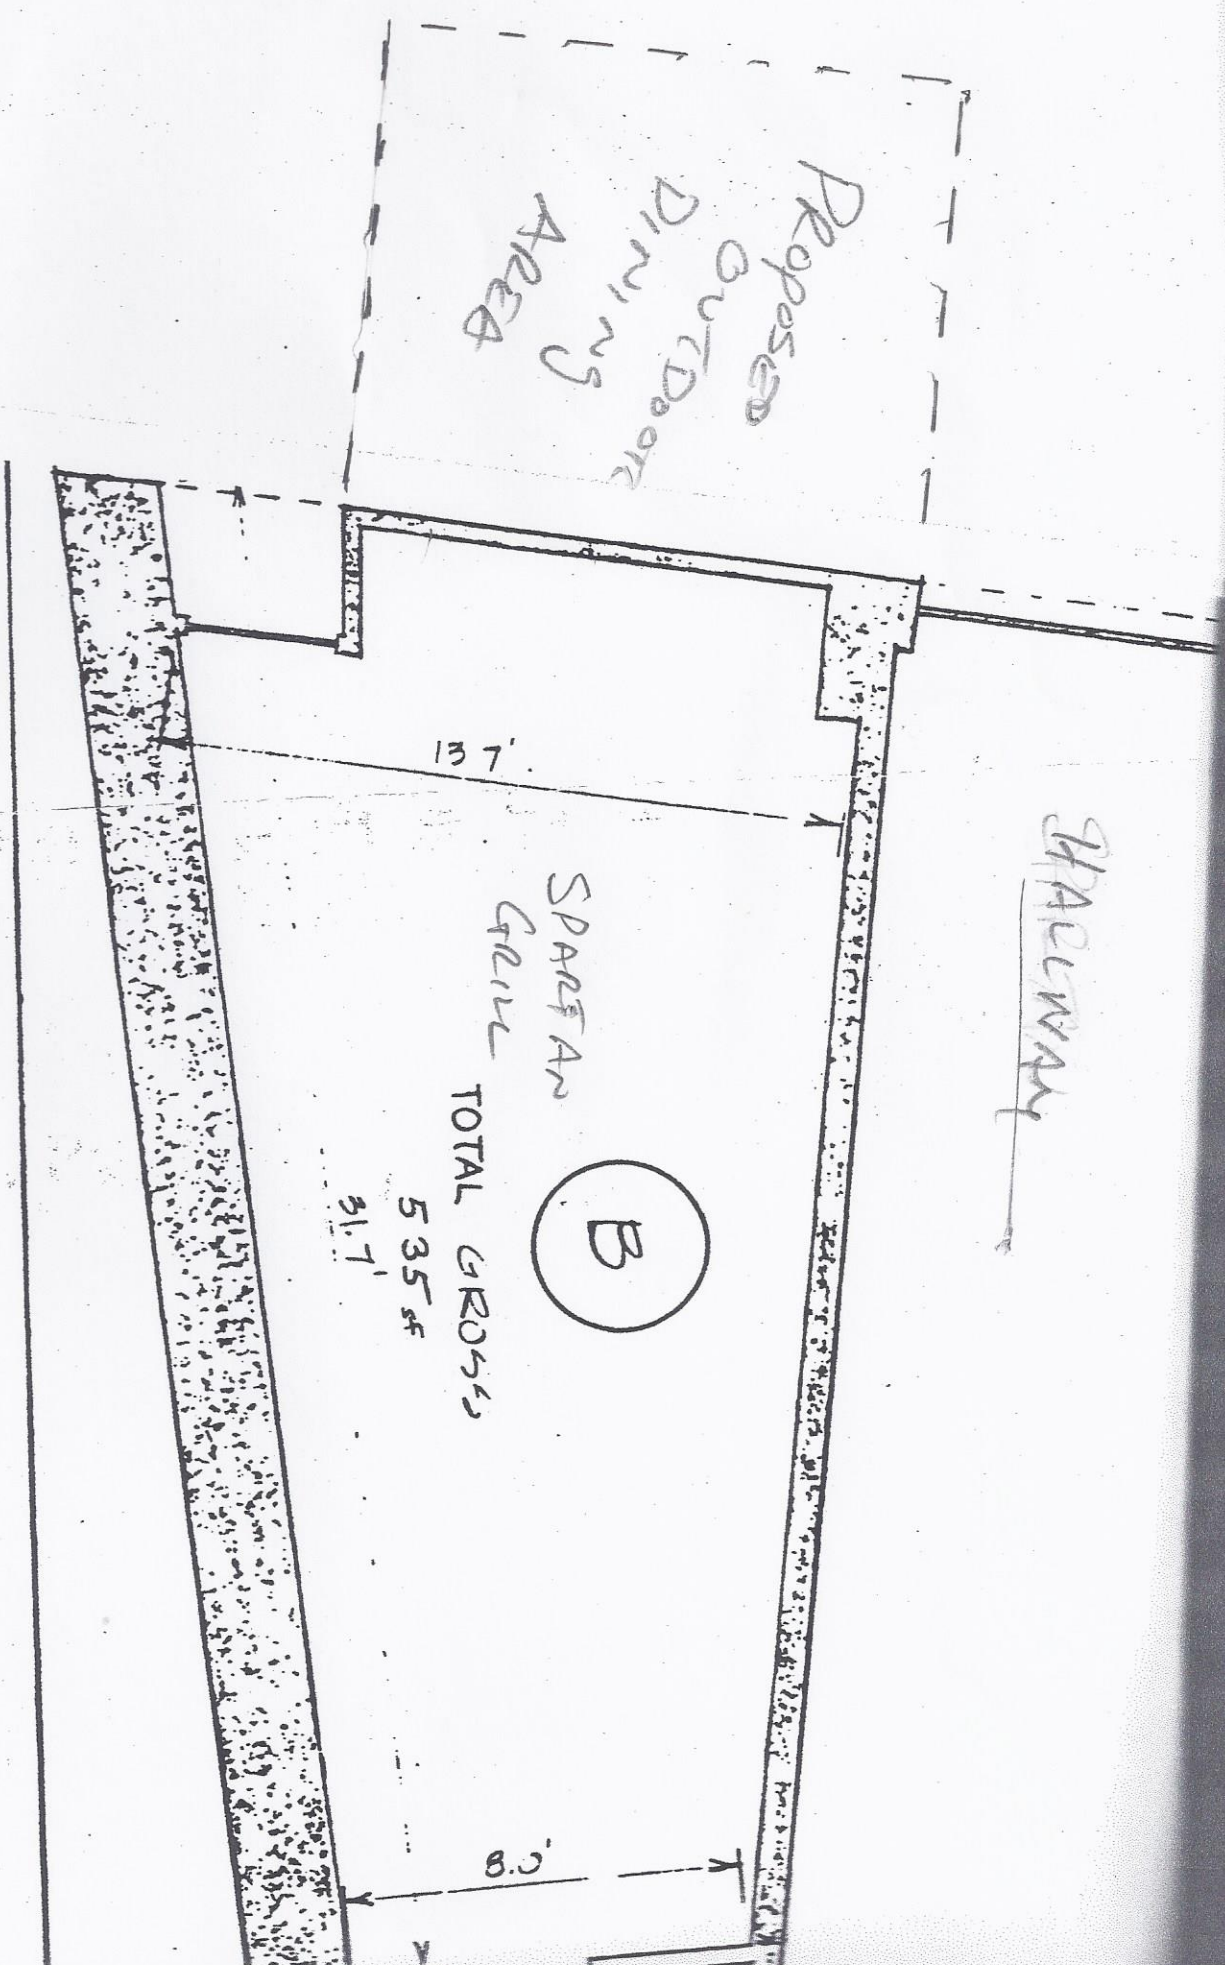 PROPOSED
OUTDOOR
DINING
AREA
13.7'
HALLWAY
SPARTAN
GRILL
B
TOTAL GROSS
535 sf
31.7'
8.0'